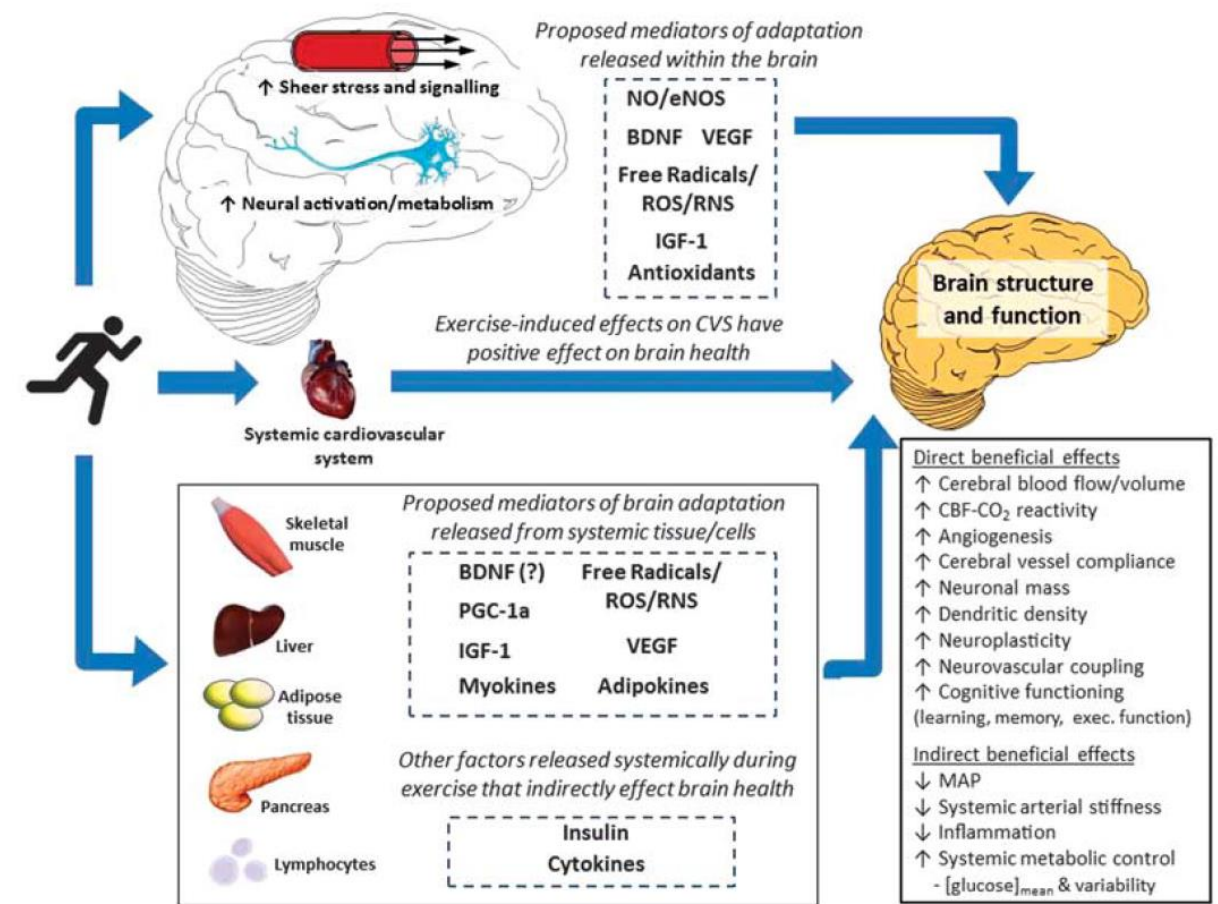 Proposed mediators of adaptation
released within the brain
↑ Sheer stress and signalling
↑ Neural activation/metabolism
NO/eNOS
BDNF VEGF
Free Radicals/
ROS/RNS
IGF-1
Antioxidants
Brain structure
and function
Exercise-induced effects on CVS have
positive effect on brain health
Systemic cardiovascular
system
Skeletal
muscle
Liver
Adipose
tissue
Pancreas
Lymphocytes
Proposed mediators of brain adaptation
released from systemic tissue/cells
BDNF (?)
PGC-1a
IGF-1
Myokines
Free Radicals/
ROS/RNS
VEGF
Adipokines
Other factors released systemically during
exercise that indirectly effect brain health
Insulin
Cytokines
Direct beneficial effects
↑ Cerebral blood flow/volume
↑ CBF-CO₂ reactivity
↑ Angiogenesis
↑ Cerebral vessel compliance
↑ Neuronal mass
↑ Dendritic density
↑ Neuroplasticity
↑ Neurovascular coupling
↑ Cognitive functioning
(learning, memory, exec. function)
Indirect beneficial effects
↓ MAP
↓ Systemic arterial stiffness
↓ Inflammation
↑ Systemic metabolic control
- [glucose]mean & variability